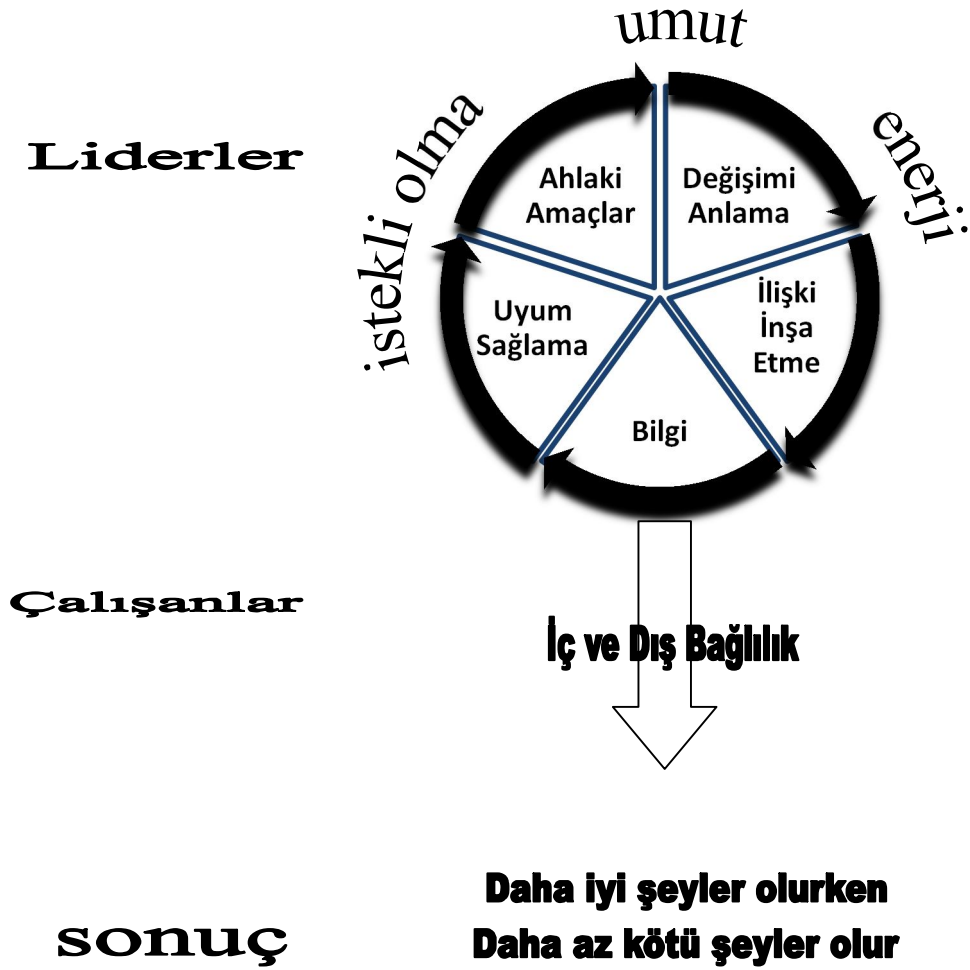 umut
enerji
istekli olma
Liderler
Ahlaki
Amaçlar
Değişimi
Anlama
İlişki
İnşa
Etme
Uyum
Sağlama
Bilgi
Çalışanlar
İç ve Dış Bağlılık
sonuç
Daha iyi şeyler olurken
Daha az kötü şeyler olur